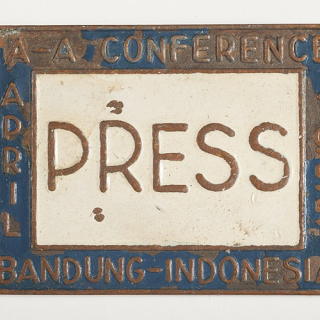 A-A CONFERENCE
APRIL
PRESS
BANDUNG-INDONESIA